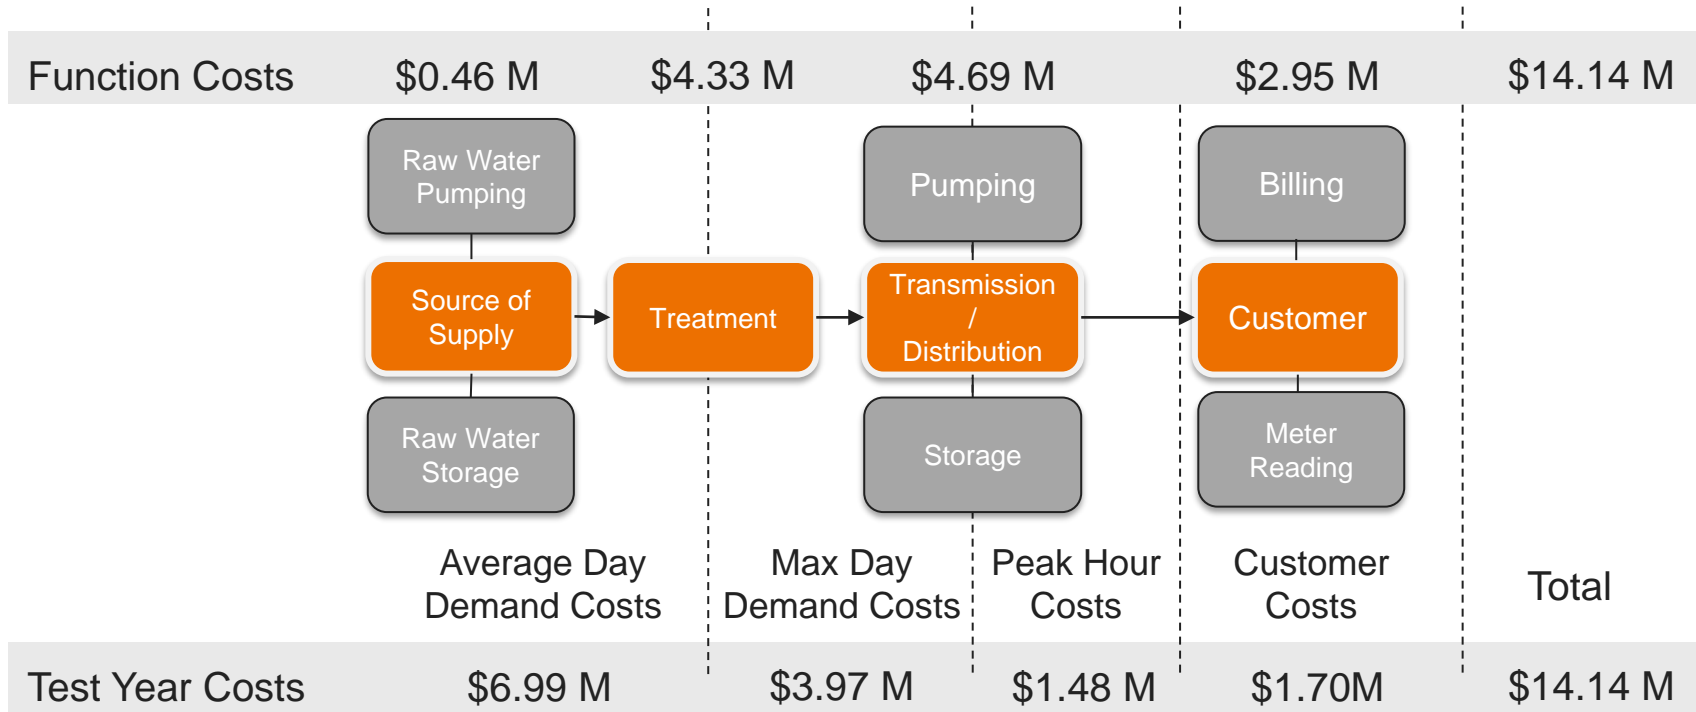 Function Costs $0.46 M $4.33 M $4.69 M $2.95 M $14.14 M
Raw Water
Pumping
Pumping
Billing
Source of
Supply
Treatment
Transmission
/
Distribution
Customer
Raw Water
Storage
Storage
Meter
Reading
Average Day
Demand Costs
Max Day
Demand Costs
Peak Hour
Costs
Customer
Costs
Total
Test Year Costs $6.99 M $3.97 M $1.48 M $1.70M $14.14 M